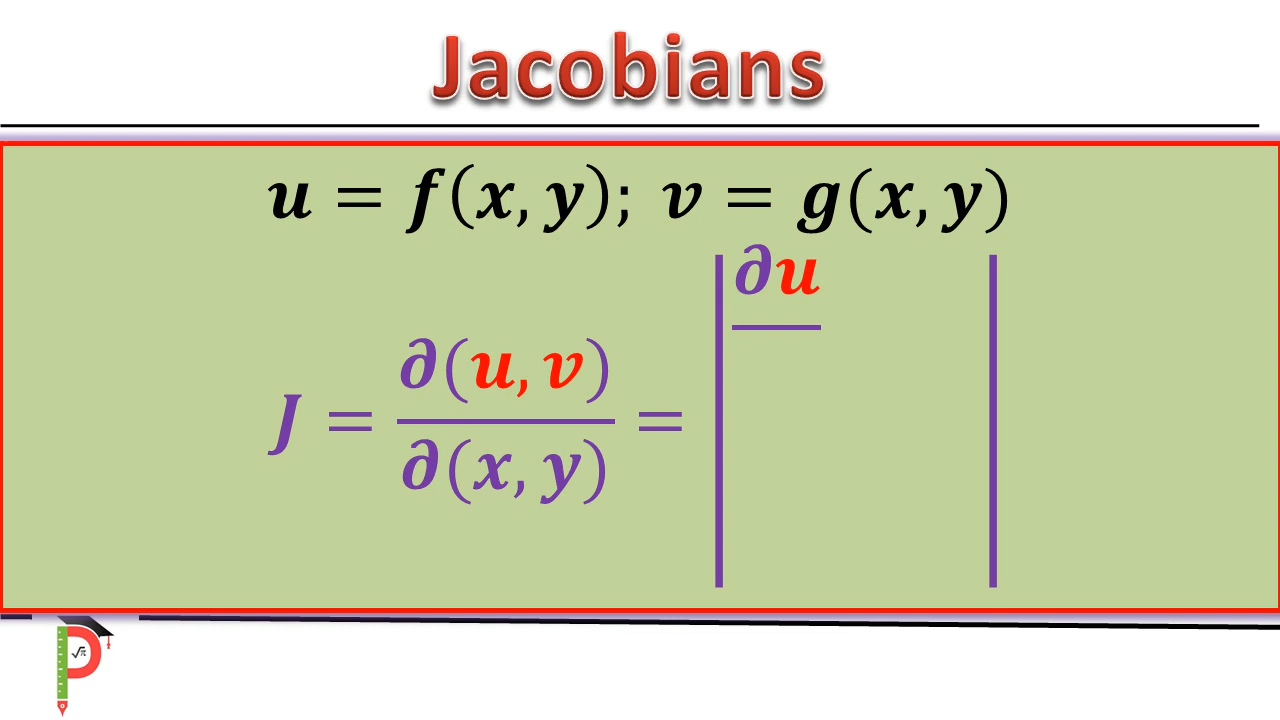 Jacobians
u = f(x, y); v = g(x, y)
J = ∂(u, v)/∂(x, y) = | ∂u/ |
√π